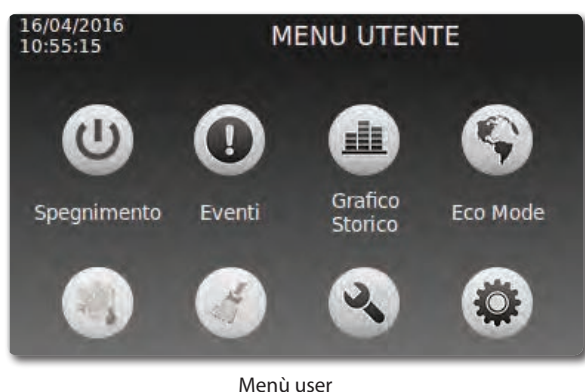 16/04/2016
10:55:15
MENU UTENTE
Spegnimento
Eventi
Grafico
Storico
Eco Mode
Menù user